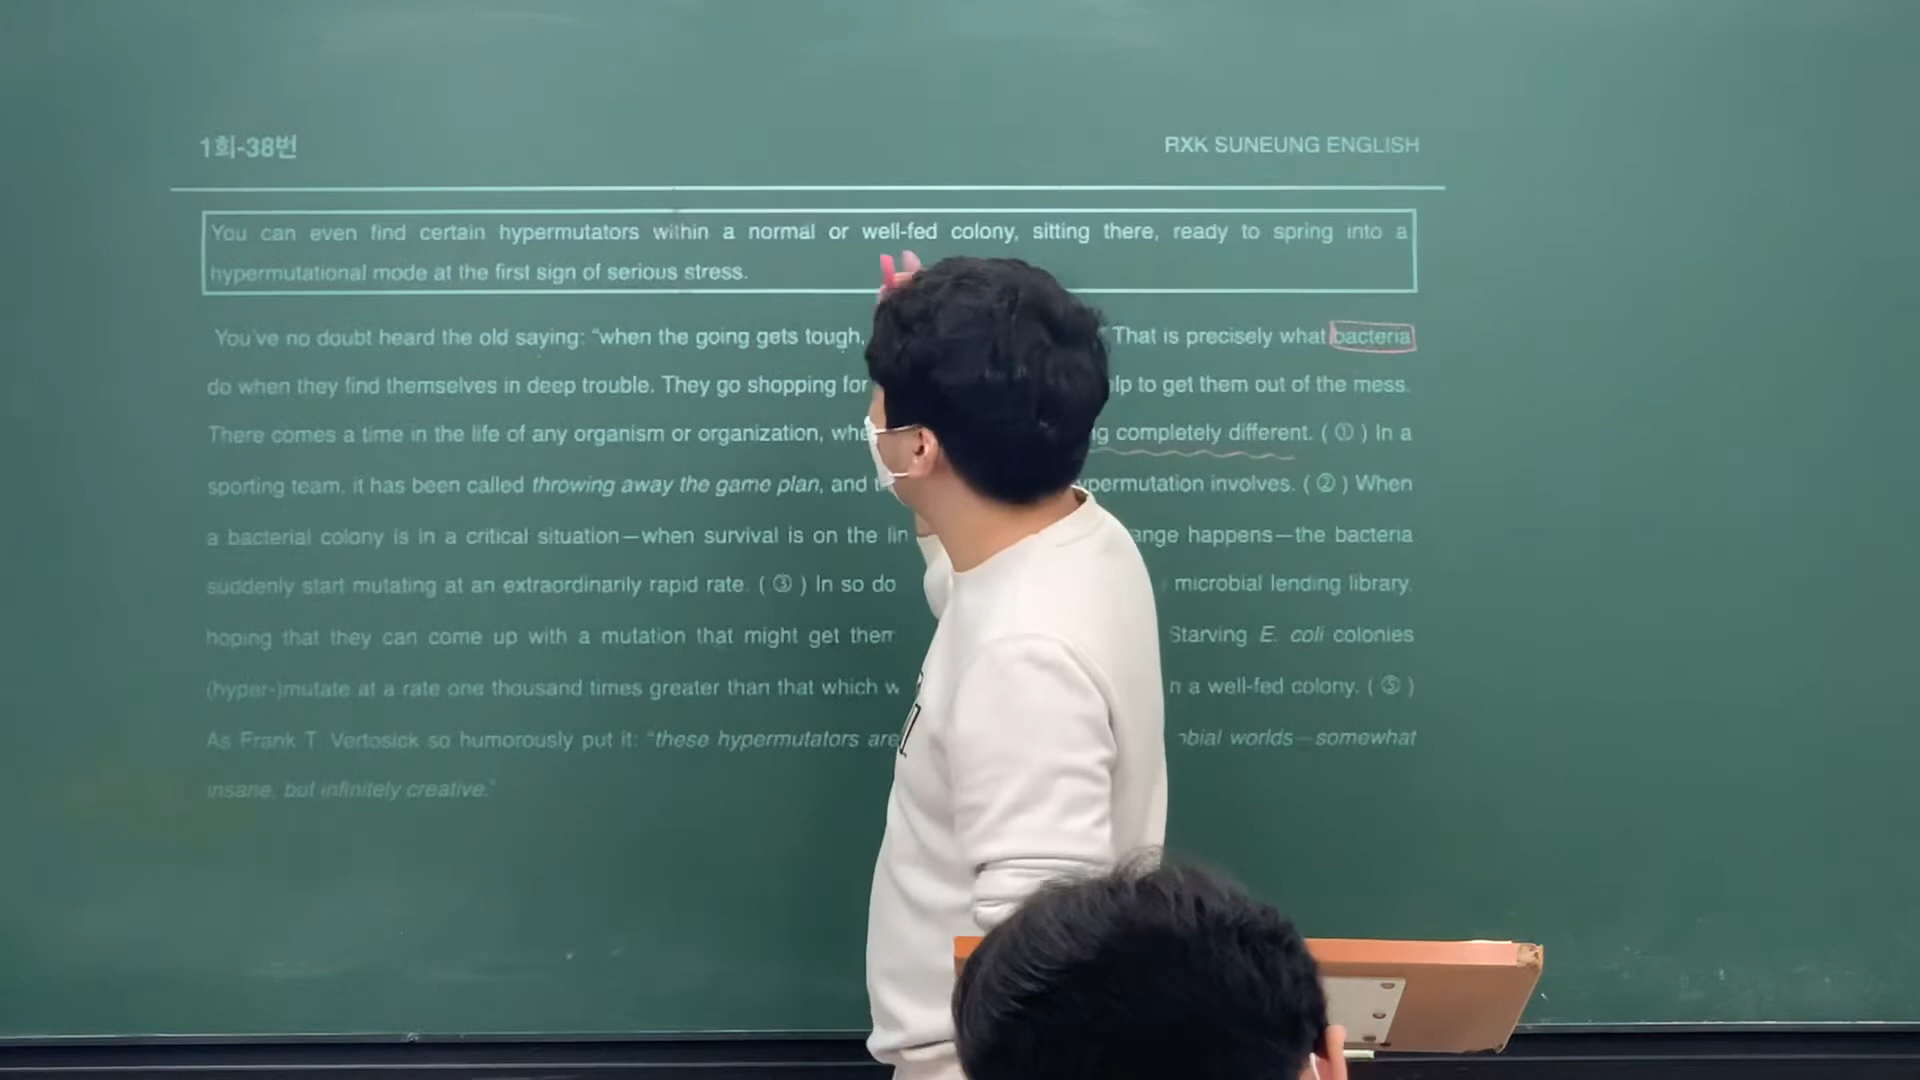 1회-38번
RXK SUNEUNG ENGLISH
You can even find certain hypermutators within a normal or well-fed colony, sitting there, ready to spring into a
hypermutational mode at the first sign of serious stress.
You've no doubt heard the old saying: “when the going gets tough, That is precisely what bacteria
do when they find themselves in deep trouble. They go shopping for to get them out of the mess.
There comes a time in the life of any organism or organization, completely different. ( ① ) In a
sporting team, it has been called throwing away the game plan, and involves. ( ② ) When
a bacterial colony is in a critical situation—when survival is on the happens—the bacteria
suddenly start mutating at an extraordinarily rapid rate. ( ③ ) In so microbial lending library.
hoping that they can come up with a mutation that might get Starving E. coli colonies
(hyper-)mutate at a rate one thousand times greater than that which a well-fed colony. ( ⑤ )
As Frank T. Vertosick so humorously put it: “these hypermutators are worlds—somewhat
insane, but infinitely creative.”